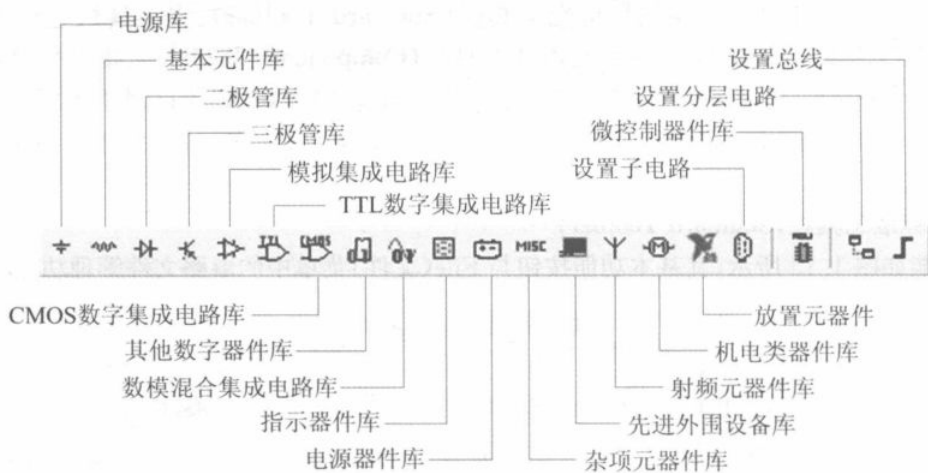 电源库
基本元件库
二极管库
三极管库
模拟集成电路库
TTL数字集成电路库
设置总线
设置分层电路
微控制器件库
设置子电路
TTL
CMOS
MISC
CMOS数字集成电路库
其他数字器件库
数模混合集成电路库
指示器件库
电源器件库
放置元器件
机电类器件库
射频元器件库
先进外围设备库
杂项元器件库